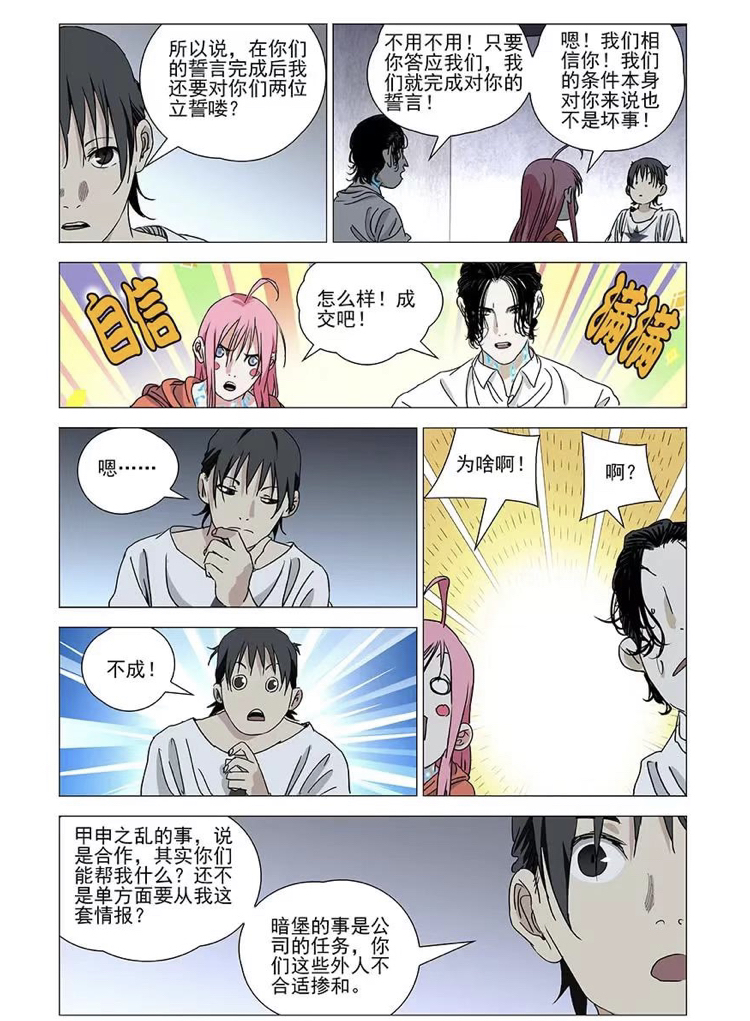 所以说，在你们
的誓言完成后我
还要对你们两位
立誓喽？
不用不用！只要
你答应我们，我
们就完成对你的
誓言！
嗯！我们相
信你！我们
的条件本身
对你来说也
不是坏事！
自信
怎么样！成
交吧！
满满
嗯……
为啥啊！
啊？
不成！
甲申之乱的事，说
是合作，其实你们
能帮我什么？还不
是单方面要从我这
套情报？
暗堡的事是公
司的任务，你
们这些外人不
合适掺和。